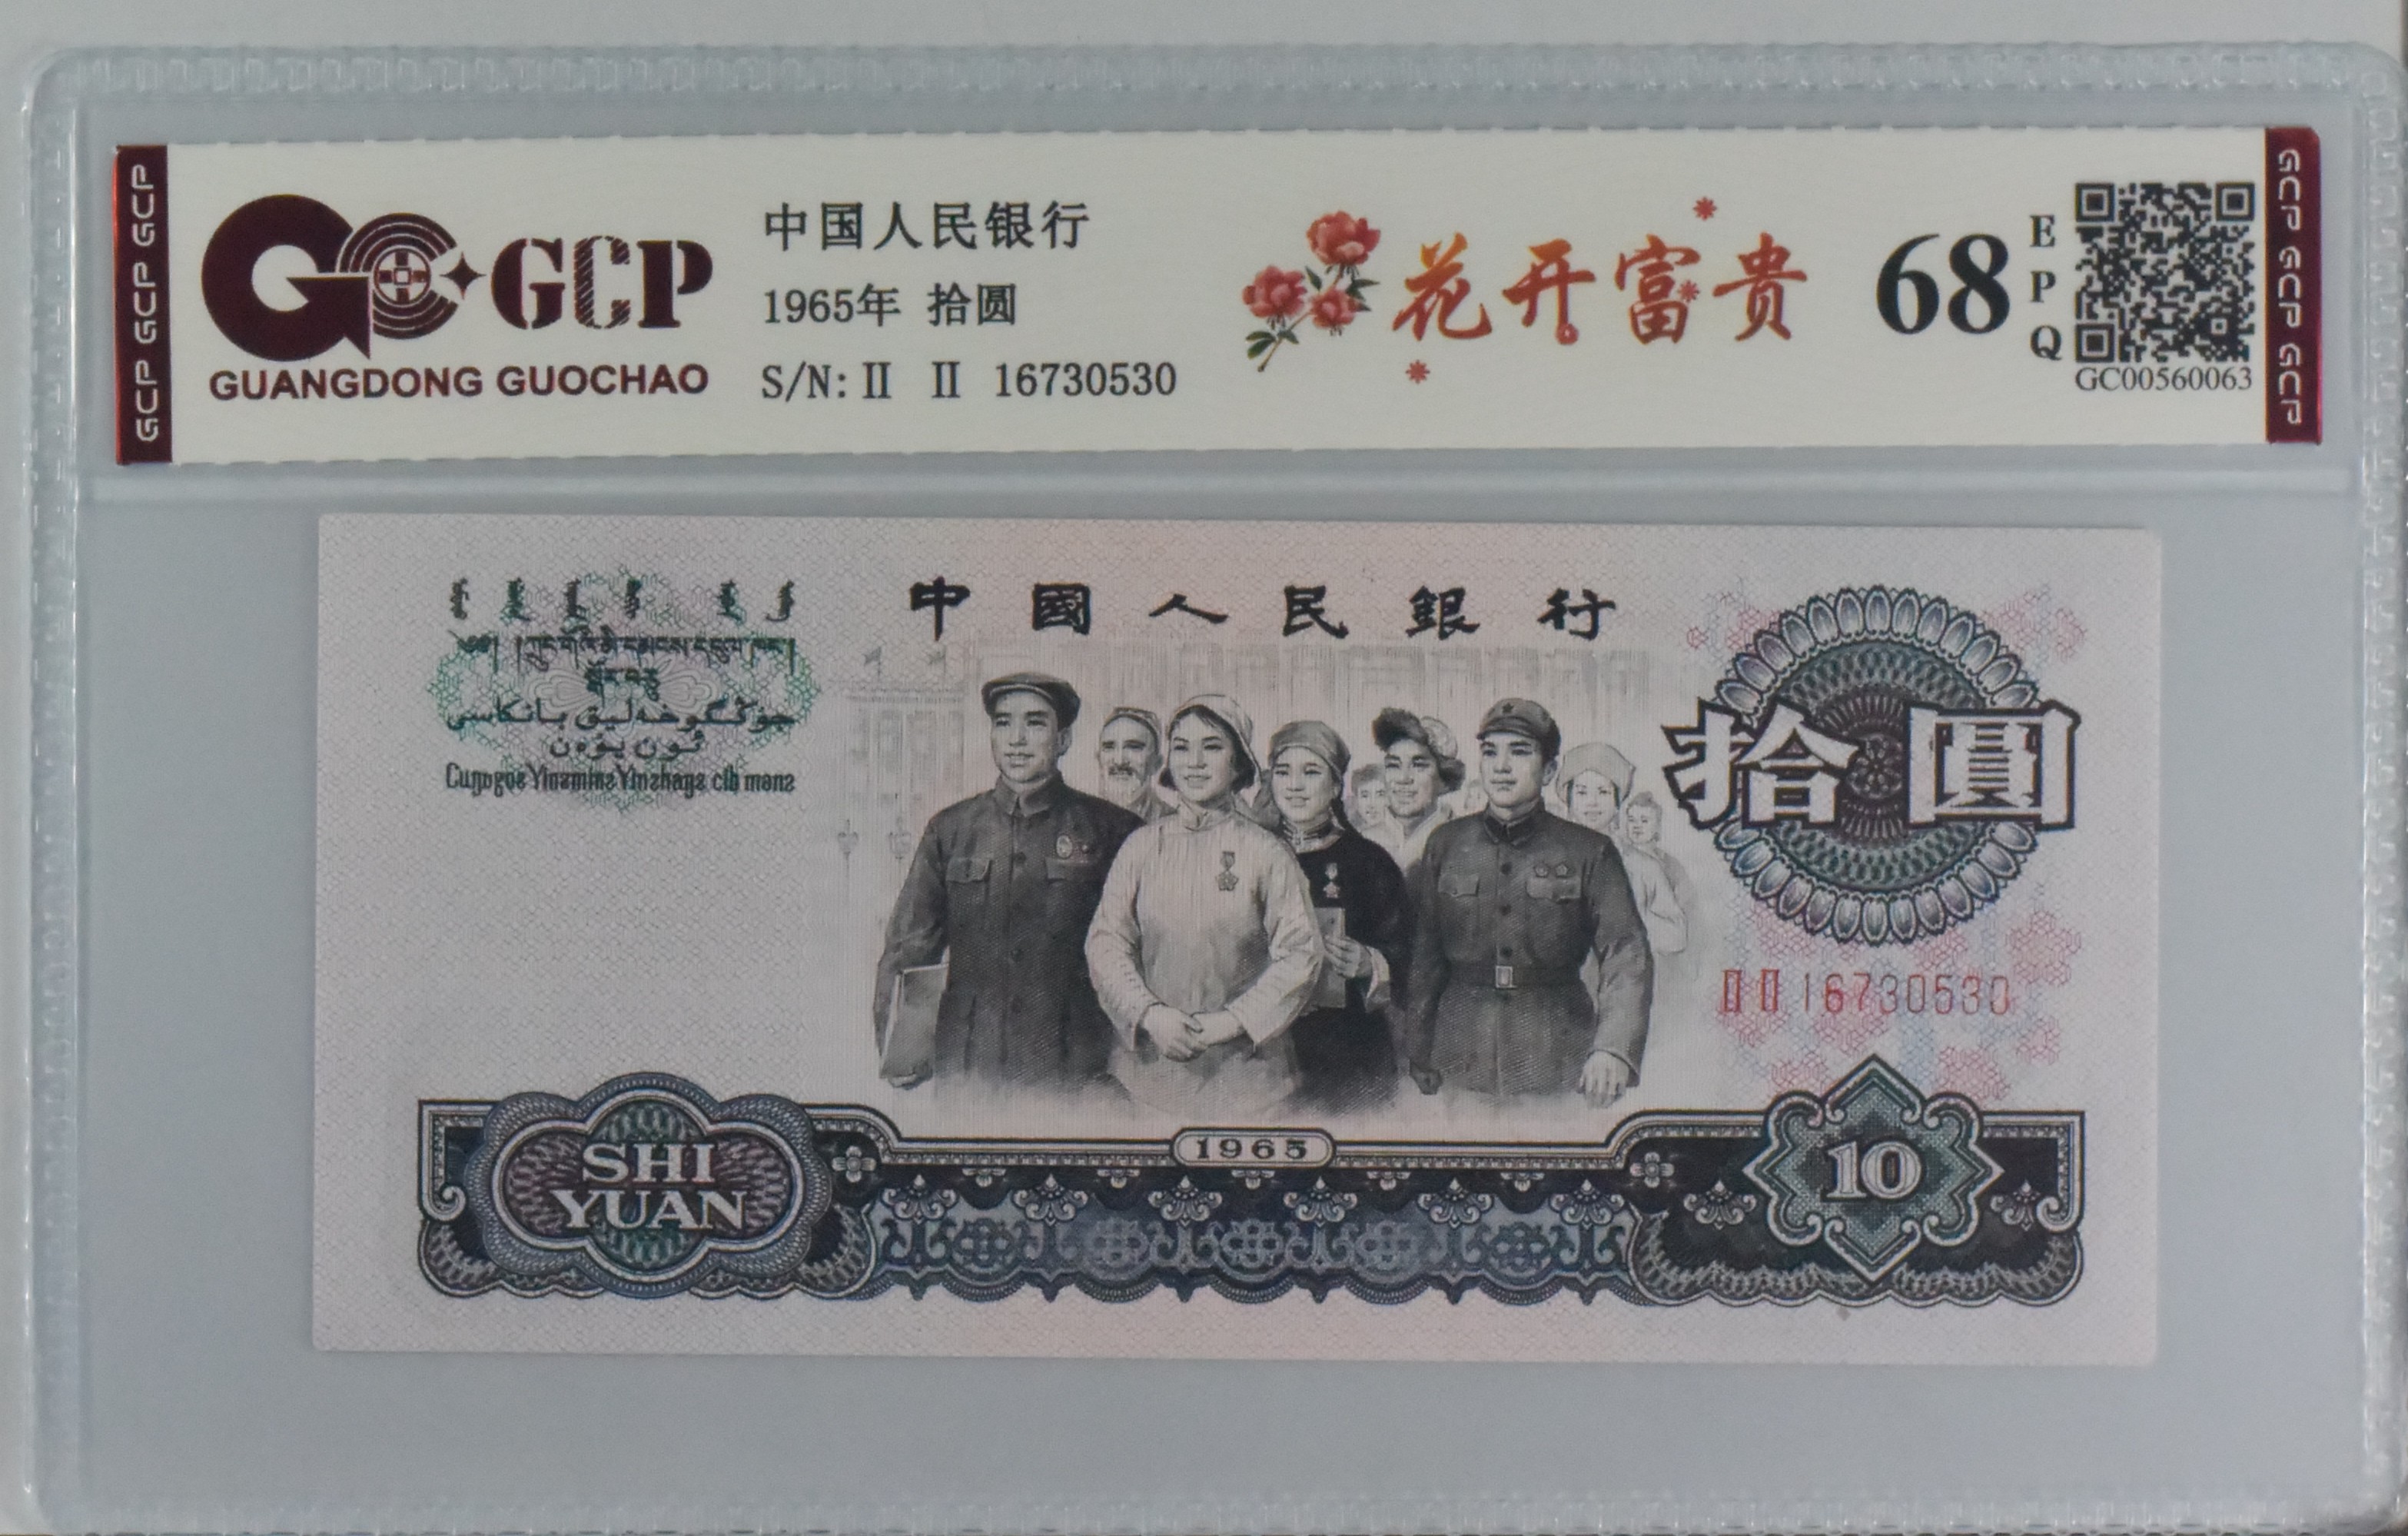 GCP GCP GCP
GCP
GUANGDONG GUOCHAO
中国人民银行
1965年 拾圆
S/N: II II 16730530
花开富贵
68
EPQ
GC00560063
GCP GCP GCP
中國人民銀行
拾圓
II II 16730530
1965
SHI
YUAN
10